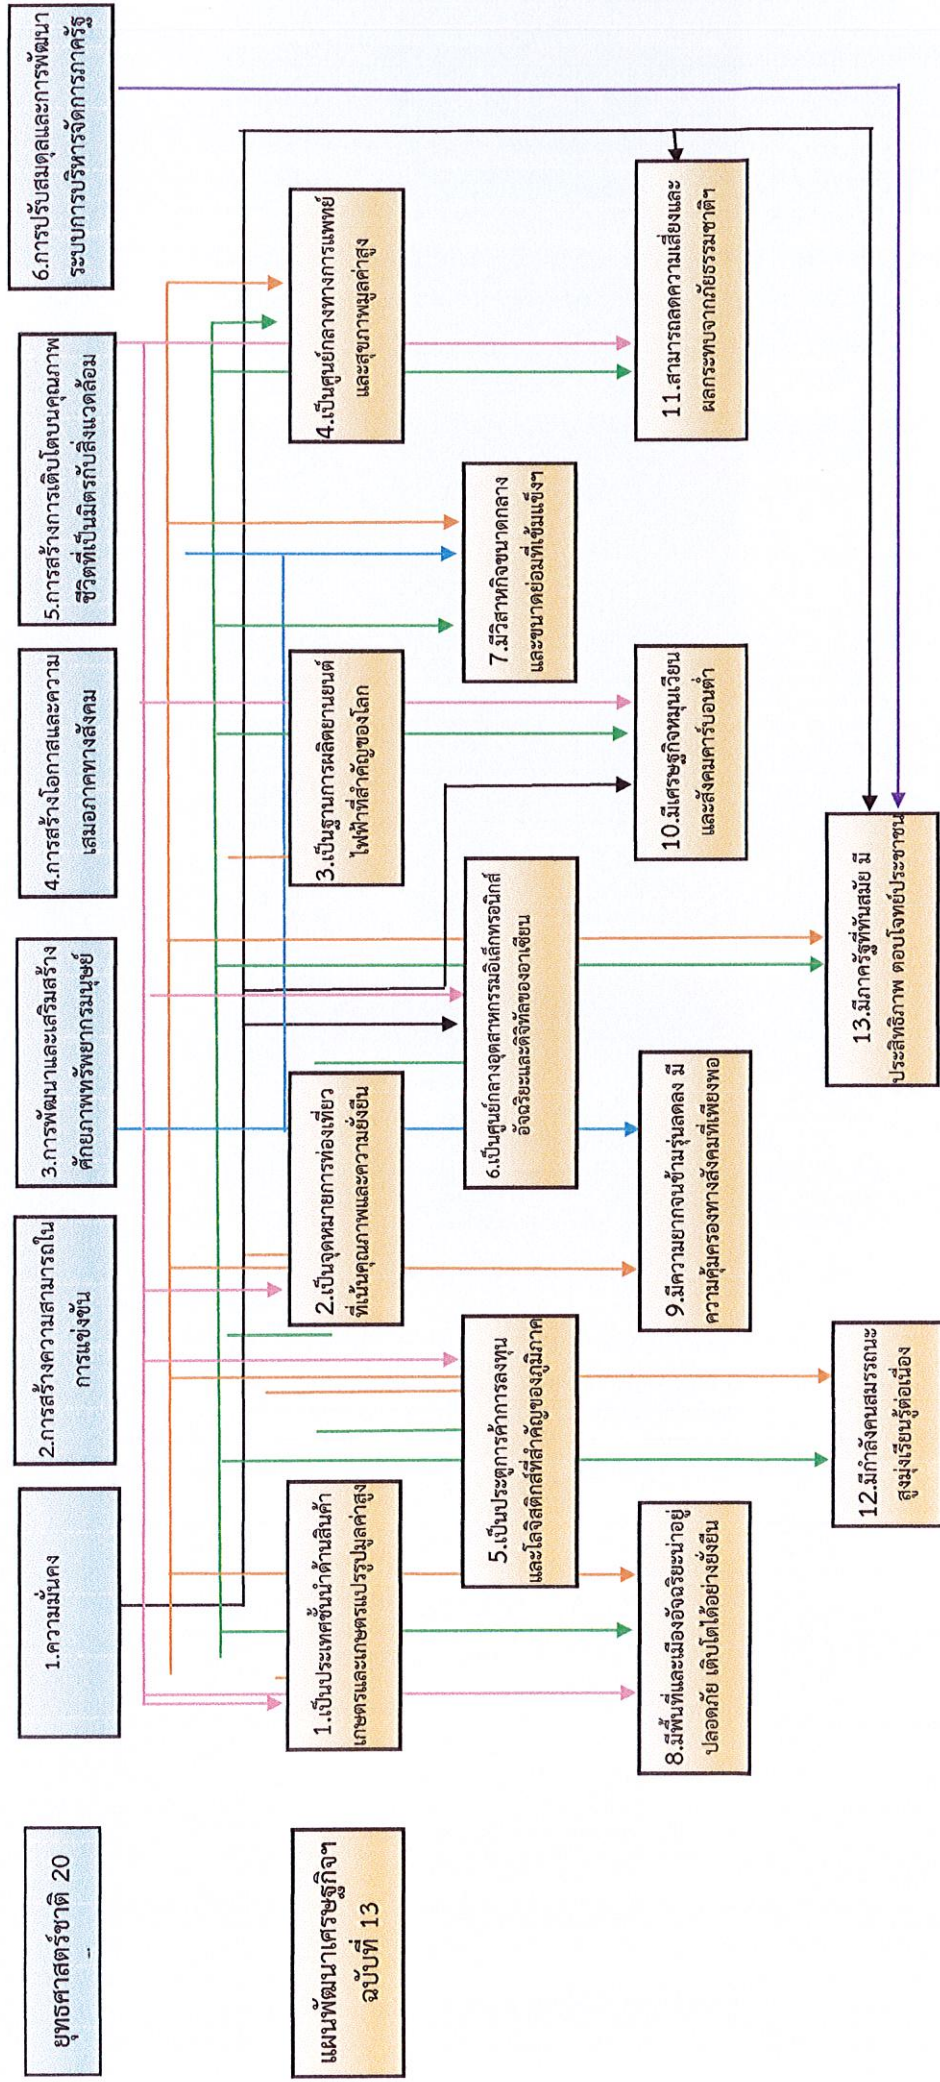 ยุทธศาสตร์ชาติ 20
1.ความมั่นคง
2.การสร้างความสามารถใน
การแข่งขัน
3.การพัฒนาและเสริมสร้าง
ศักยภาพทรัพยากรมนุษย์
4.การสร้างโอกาสและความ
เสมอภาคทางสังคม
5.การสร้างการเติบโตบนคุณภาพ
ชีวิตที่เป็นมิตรกับสิ่งแวดล้อม
6.การปรับสมดุลและการพัฒนา
ระบบการบริหารจัดการภาครัฐ
แผนพัฒนาเศรษฐกิจฯ
ฉบับที่ 13
1.เป็นประเทศชั้นนำด้านสินค้า
เกษตรและเกษตรแปรรูปมูลค่าสูง
2.เป็นจุดหมายการท่องเที่ยว
ที่เน้นคุณภาพและความยั่งยืน
3.เป็นฐานการผลิตยานยนต์
ไฟฟ้าที่สำคัญของโลก
4.เป็นศูนย์กลางทางการแพทย์
และสุขภาพมูลค่าสูง
5.เป็นประตูการค้าการลงทุน
และโลจิสติกส์ที่สำคัญของภูมิภาค
6.เป็นศูนย์กลางอุตสาหกรรมอิเล็กทรอนิกส์
อัจฉริยะและดิจิทัลของอาเซียน
7.มีวิสาหกิจขนาดกลาง
และขนาดย่อมที่เข้มแข็งฯ
8.มีพื้นที่และเมืองอัจฉริยะน่าอยู่
ปลอดภัย เติบโตได้อย่างยั่งยืน
9.มีความยากจนข้ามรุ่นลดลง มี
ความคุ้มครองทางสังคมที่เพียงพอ
10.มีเศรษฐกิจหมุนเวียน
และสังคมคาร์บอนต่ำ
11.สามารถลดความเสี่ยงและ
ผลกระทบจากภัยธรรมชาติฯ
12.มีกำลังคนสมรรถนะ
สูงมุ่งเรียนรู้ต่อเนื่อง
13.มีภาครัฐที่ทันสมัย มี
ประสิทธิภาพ ตอบโจทย์ประชาชน